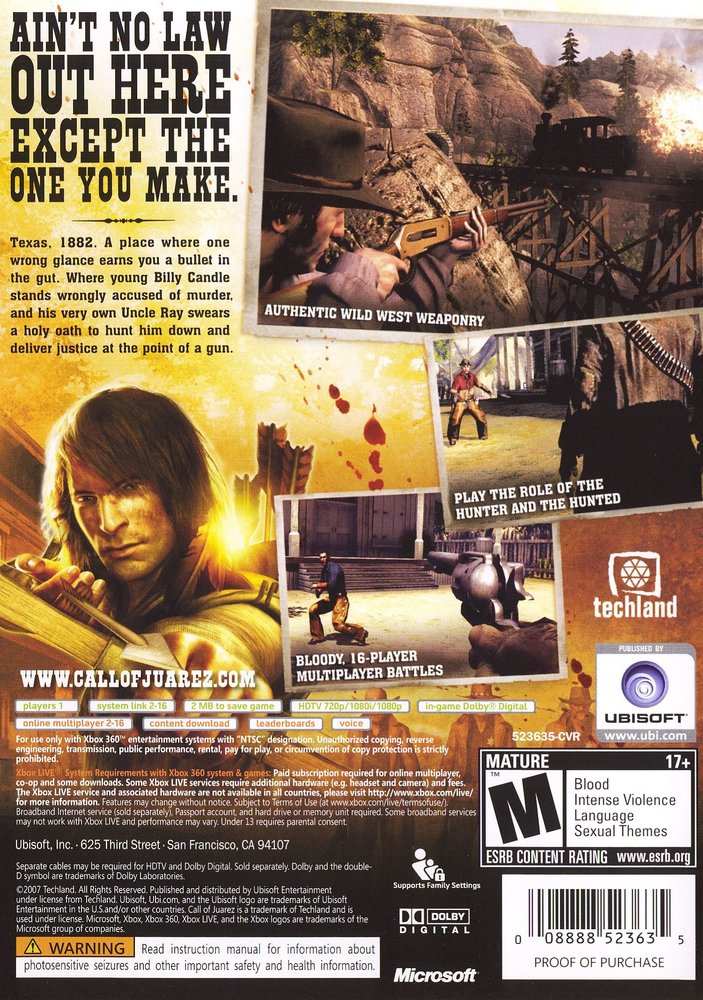 AIN'T NO LAW
OUT HERE
EXCEPT THE
ONE YOU MAKE.
Texas, 1882. A place where one
wrong glance earns you a bullet in
the gut. Where young Billy Candle
stands wrongly accused of murder,
and his very own Uncle Ray swears
a holy oath to hunt him down and
deliver justice at the point of a gun.
AUTHENTIC WILD WEST WEAPONRY
PLAY THE ROLE OF THE
HUNTER AND THE HUNTED
BLOODY, 16-PLAYER
MULTIPLAYER BATTLES
techland
WWW.CALLOFJUAREZ.COM
PUBLISHED BY
UBISOFT
www.ubi.com
players 1
system link 2-16
2 MB to save game
HDTV 720p/1080i/1080p
in-game Dolby® Digital
online multiplayer 2-16
content download
leaderboards
voice
523635-CVR
For use only with Xbox 360™ entertainment systems with "NTSC" designation. Unauthorized copying, reverse
engineering, transmission, public performance, rental, pay for play, or circumvention of copy protection is strictly
prohibited.
Xbox LIVE™ System Requirements with Xbox 360 system & games: Paid subscription required for online multiplayer,
co-op and some downloads. Some Xbox LIVE services require additional hardware (e.g. headset and camera) and fees.
The Xbox LIVE service and associated hardware are not available in all countries, please visit http://www.xbox.com/live/
for more information. Features may change without notice. Subject to Terms of Use (at www.xbox.com/live/termsofuse/).
Broadband Internet service (sold separately), Passport account, and hard drive or memory unit required. Some broadband services
may not work with Xbox LIVE and performance may vary. Under 13 requires parental consent.
Ubisoft, Inc. · 625 Third Street · San Francisco, CA 94107
Separate cables may be required for HDTV and Dolby Digital. Sold separately. Dolby and the double-
D symbol are trademarks of Dolby Laboratories.
©2007 Techland. All Rights Reserved. Published and distributed by Ubisoft Entertainment
under license from Techland. Ubisoft, Ubi.com, and the Ubisoft logo are trademarks of Ubisoft
Entertainment in the U.S.and/or other countries. Call of Juarez is a trademark of Techland and is
used under license. Microsoft, Xbox, Xbox 360, Xbox LIVE, and the Xbox logos are trademarks of the
Microsoft group of companies.
WARNING Read instruction manual for information about
photosensitive seizures and other important safety and health information.
Supports Family Settings
DOLBY
DIGITAL
Microsoft®
MATURE 17+
M
™
Blood
Intense Violence
Language
Sexual Themes
ESRB CONTENT RATING www.esrb.org
0 08888 52363 5
PROOF OF PURCHASE